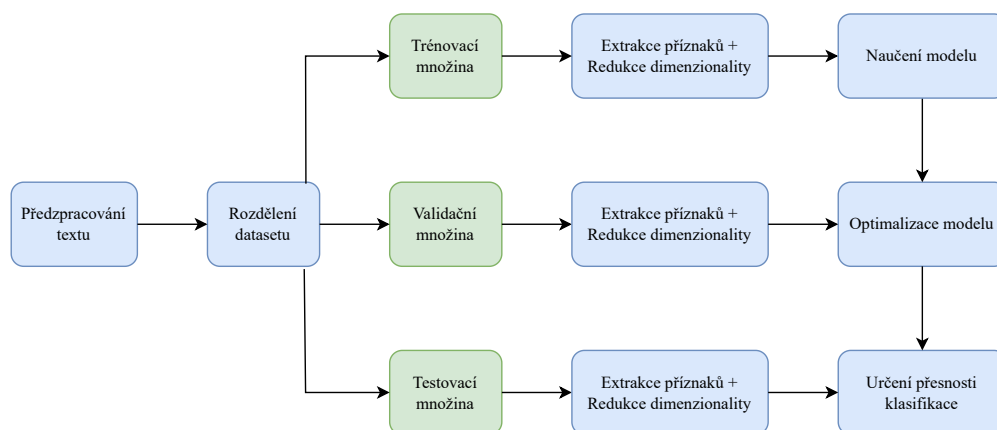 Trénovací
množina
Extrakce příznaků +
Redukce dimenzionality
Naučení modelu
Předzpracování
textu
Rozdělení
datasetu
Validační
množina
Extrakce příznaků +
Redukce dimenzionality
Optimalizace modelu
Testovací
množina
Extrakce příznaků +
Redukce dimenzionality
Určení přesnosti
klasifikace